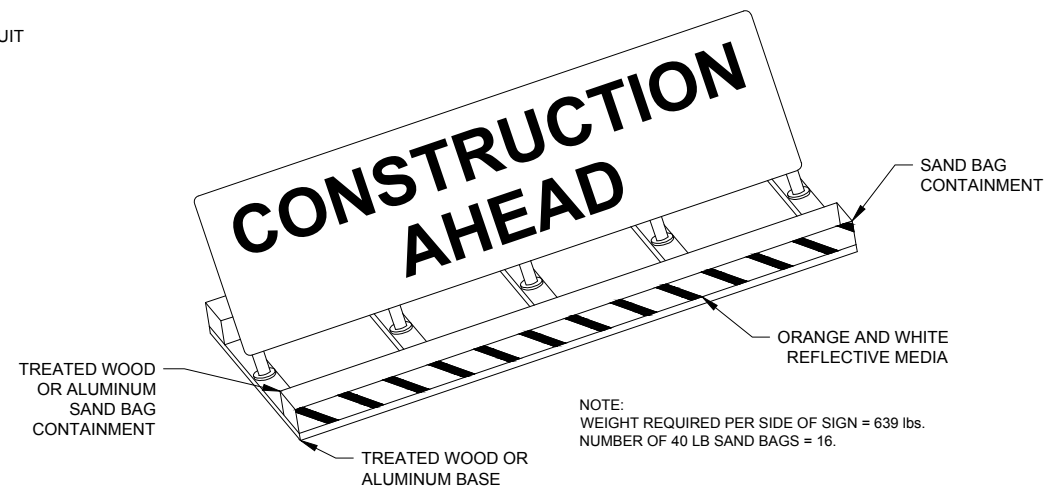 CONSTRUCTION
AHEAD
SAND BAG
CONTAINMENT
ORANGE AND WHITE
REFLECTIVE MEDIA
TREATED WOOD
OR ALUMINUM
SAND BAG
CONTAINMENT
NOTE:
WEIGHT REQUIRED PER SIDE OF SIGN = 639 lbs.
NUMBER OF 40 LB SAND BAGS = 16.
TREATED WOOD OR
ALUMINUM BASE